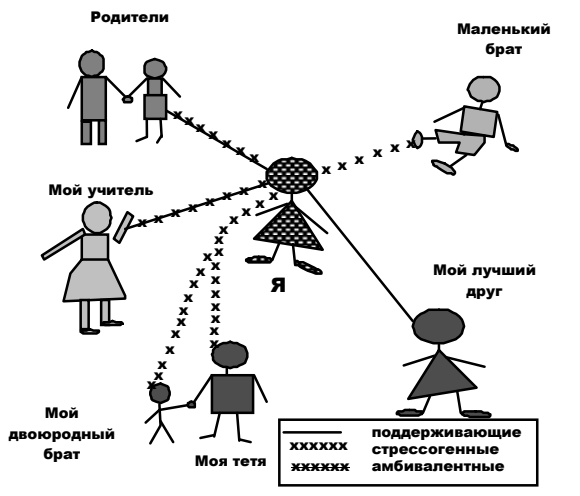 Родители
Маленький
брат
Мой учитель
Я
Мой лучший
друг
Мой
двоюродный
брат
Моя тетя
поддерживающие
xxxxxx стрессогенные
xxxxxx амбивалентные